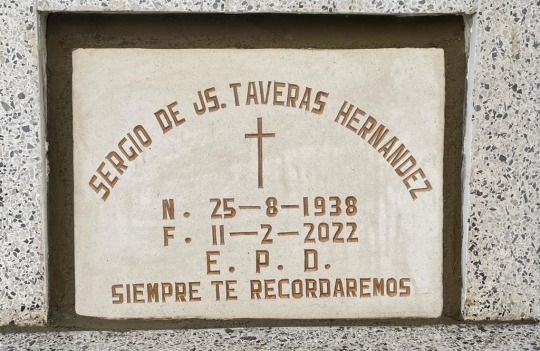 SERGIO DE JS. TAVERAS HERNANDEZ
N. 25-8-1938
F. 11-2-2022
E. P. D.
SIEMPRE TE RECORDAREMOS